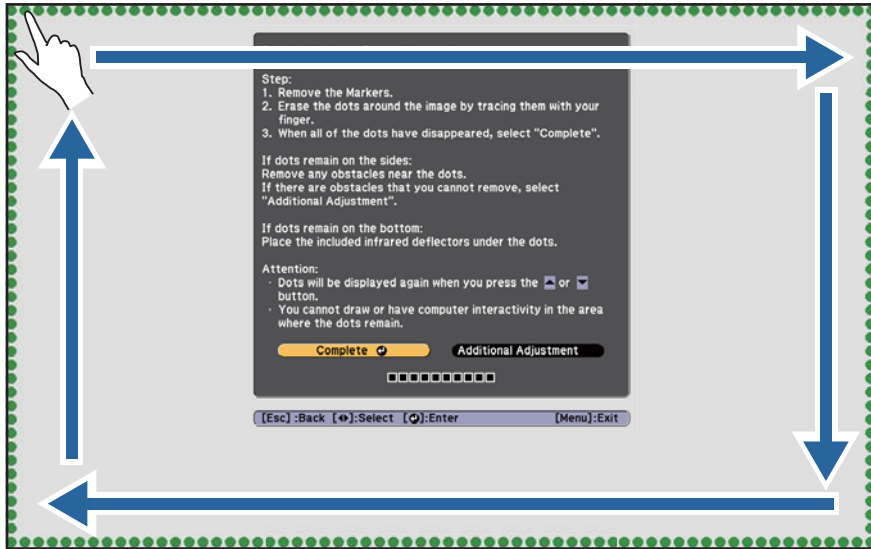 Step:
1. Remove the Markers.
2. Erase the dots around the image by tracing them with your
finger.
3. When all of the dots have disappeared, select "Complete".
If dots remain on the sides:
Remove any obstacles near the dots.
If there are obstacles that you cannot remove, select
"Additional Adjustment".
If dots remain on the bottom:
Place the included infrared deflectors under the dots.
Attention:
· Dots will be displayed again when you press the ▲ or ▼
button.
· You cannot draw or have computer interactivity in the area
where the dots remain.
Complete Additional Adjustment
[Esc] :Back [◀▶]:Select [⏎]:Enter [Menu]:Exit